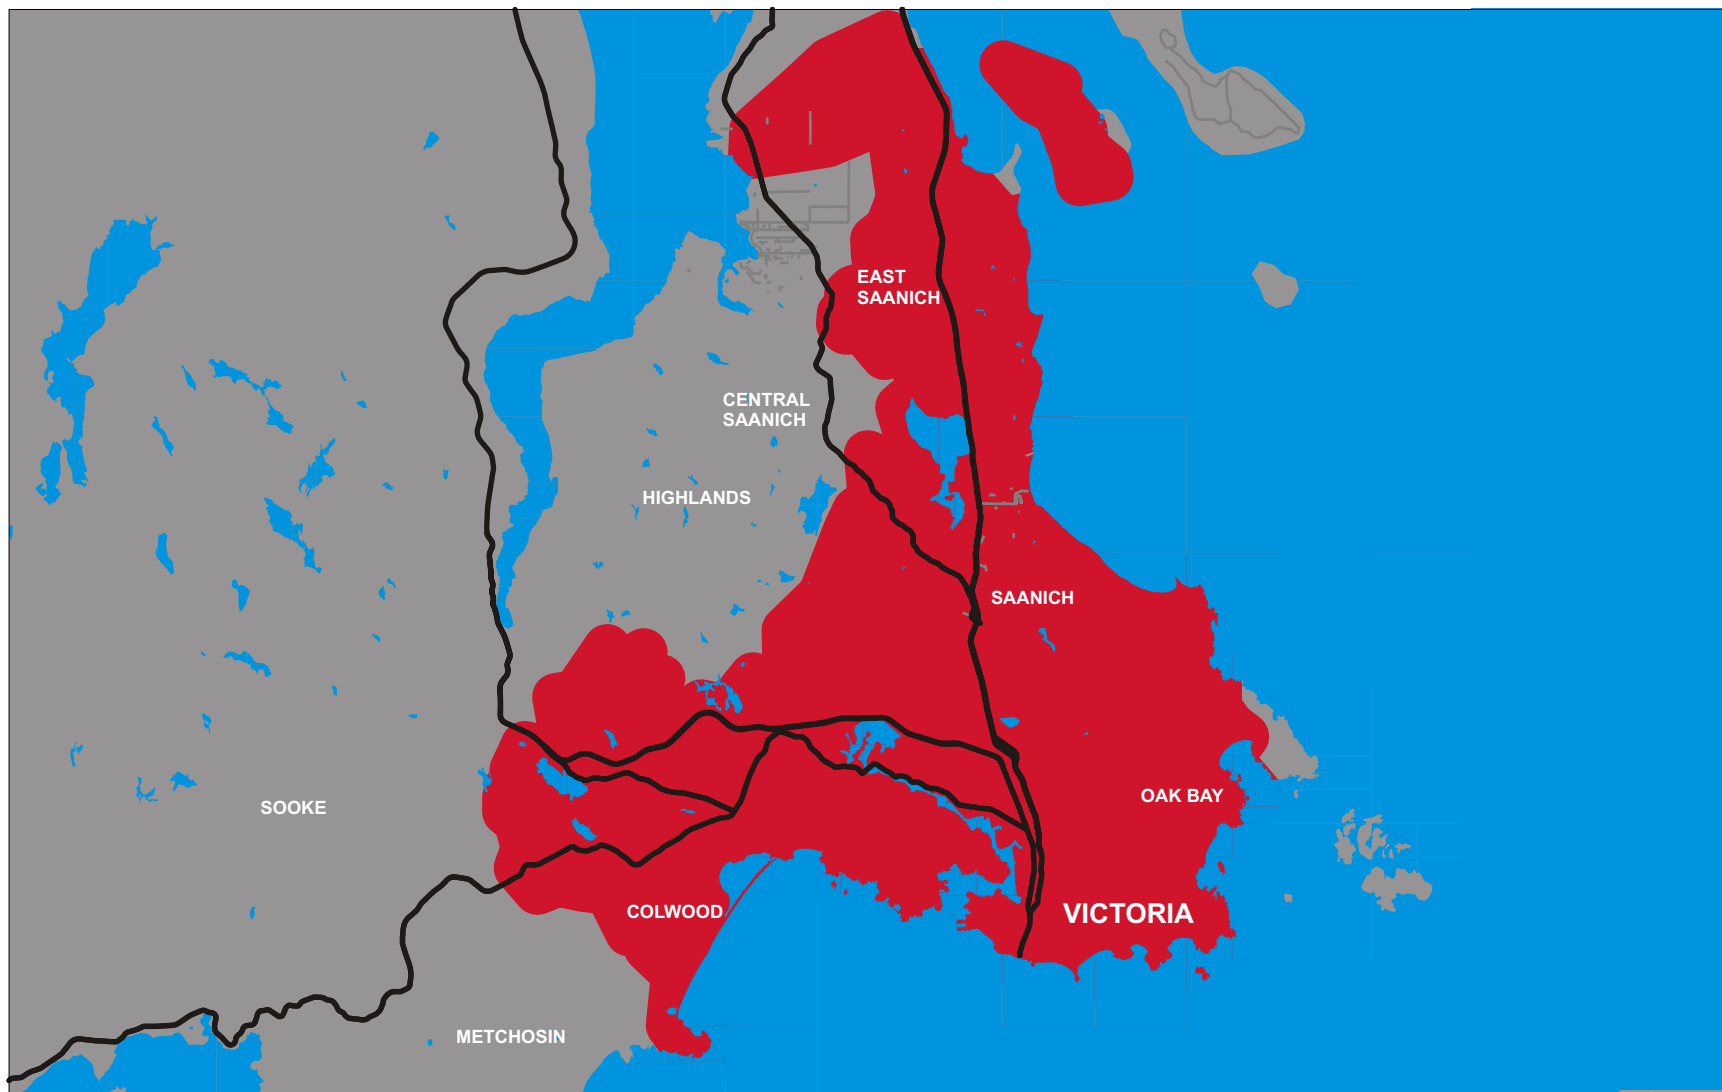 EAST
SAANICH
CENTRAL
SAANICH
HIGHLANDS
SAANICH
OAK BAY
SOOKE
COLWOOD
VICTORIA
METCHOSIN